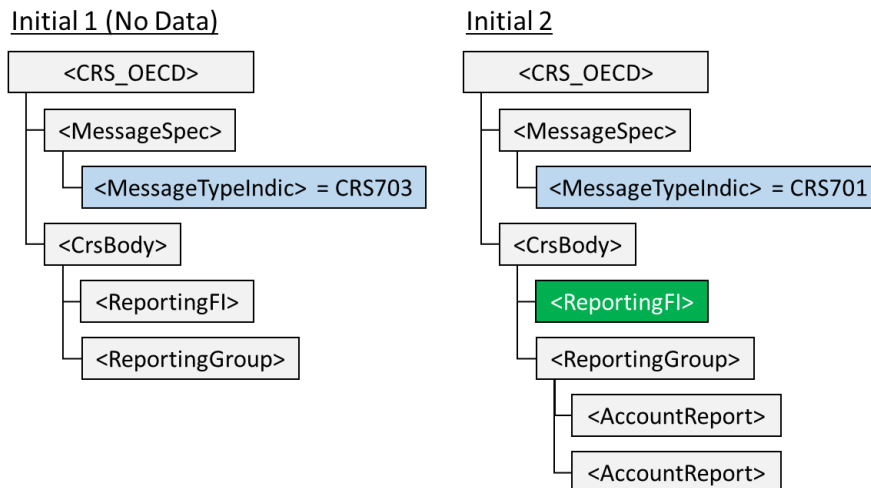 Initial 1 (No Data)
<CRS_OECD>
<MessageSpec>
<MessageTypeIndic> = CRS703
<CrsBody>
<ReportingFI>
<ReportingGroup>
Initial 2
<CRS_OECD>
<MessageSpec>
<MessageTypeIndic> = CRS701
<CrsBody>
<ReportingFI>
<ReportingGroup>
<AccountReport>
<AccountReport>